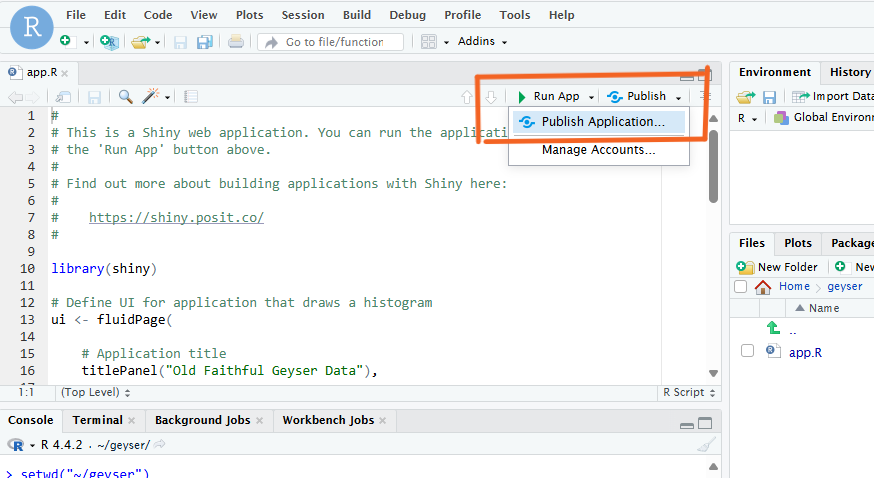 R
File Edit Code View Plots Session Build Debug Profile Tools Help
Go to file/function Addins
app.R
Run App Publish
Publish Application...
Manage Accounts...
1 #
2 # This is a Shiny web application. You can run the applicati
3 # the 'Run App' button above.
4 #
5 # Find out more about building applications with Shiny here:
6 #
7 # https://shiny.posit.co/
8 #
9
10 library(shiny)
11
12 # Define UI for application that draws a histogram
13 ui <- fluidPage(
14
15 # Application title
16 titlePanel("Old Faithful Geyser Data"),
17
1:1 (Top Level) R Script
Console Terminal Background Jobs Workbench Jobs
R 4.4.2 . ~/geyser/
> setwd("~/geyser")
Environment History
Import Data
R Global Environ
Files Plots Package
New Folder New
Home geyser
Name
..
app.R